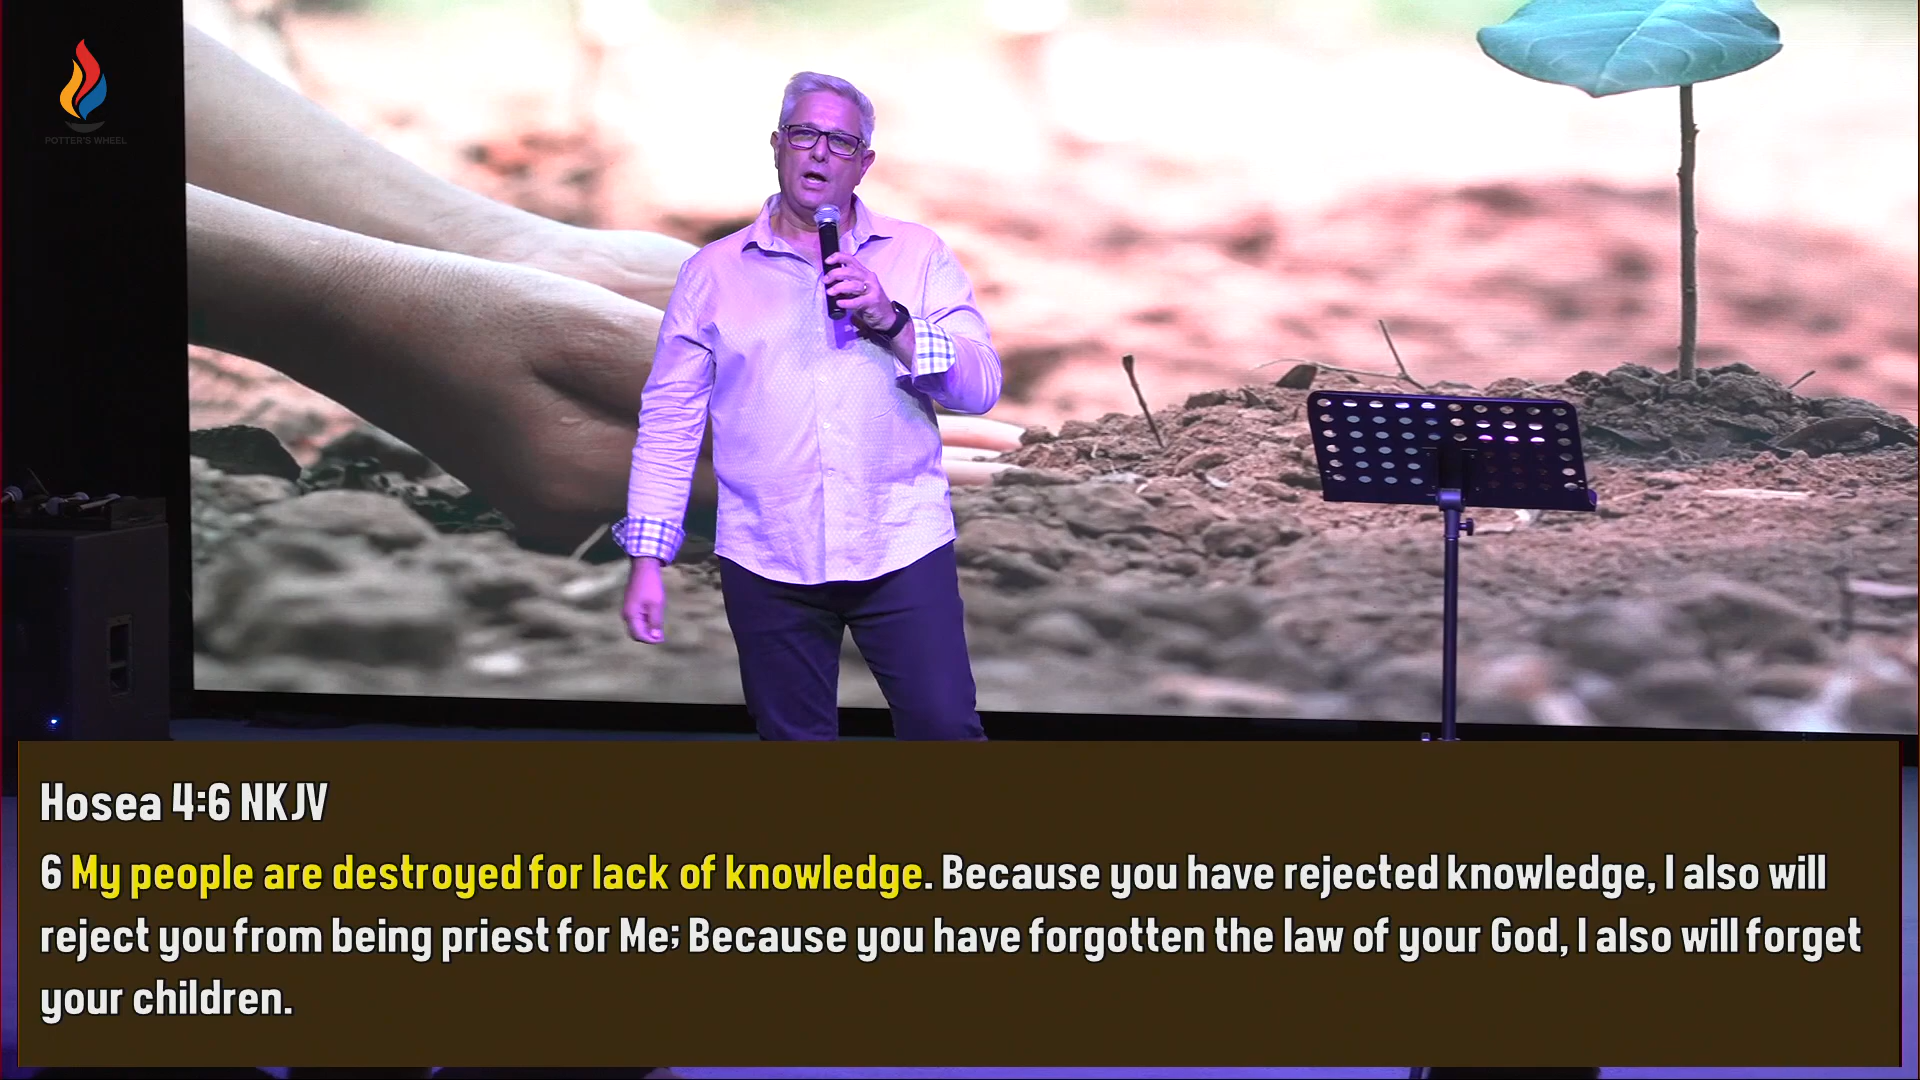 POTTER'S WHEEL
Hosea 4:6 NKJV
6 My people are destroyed for lack of knowledge. Because you have rejected knowledge, I also will
reject you from being priest for Me; Because you have forgotten the law of your God, I also will forget
your children.